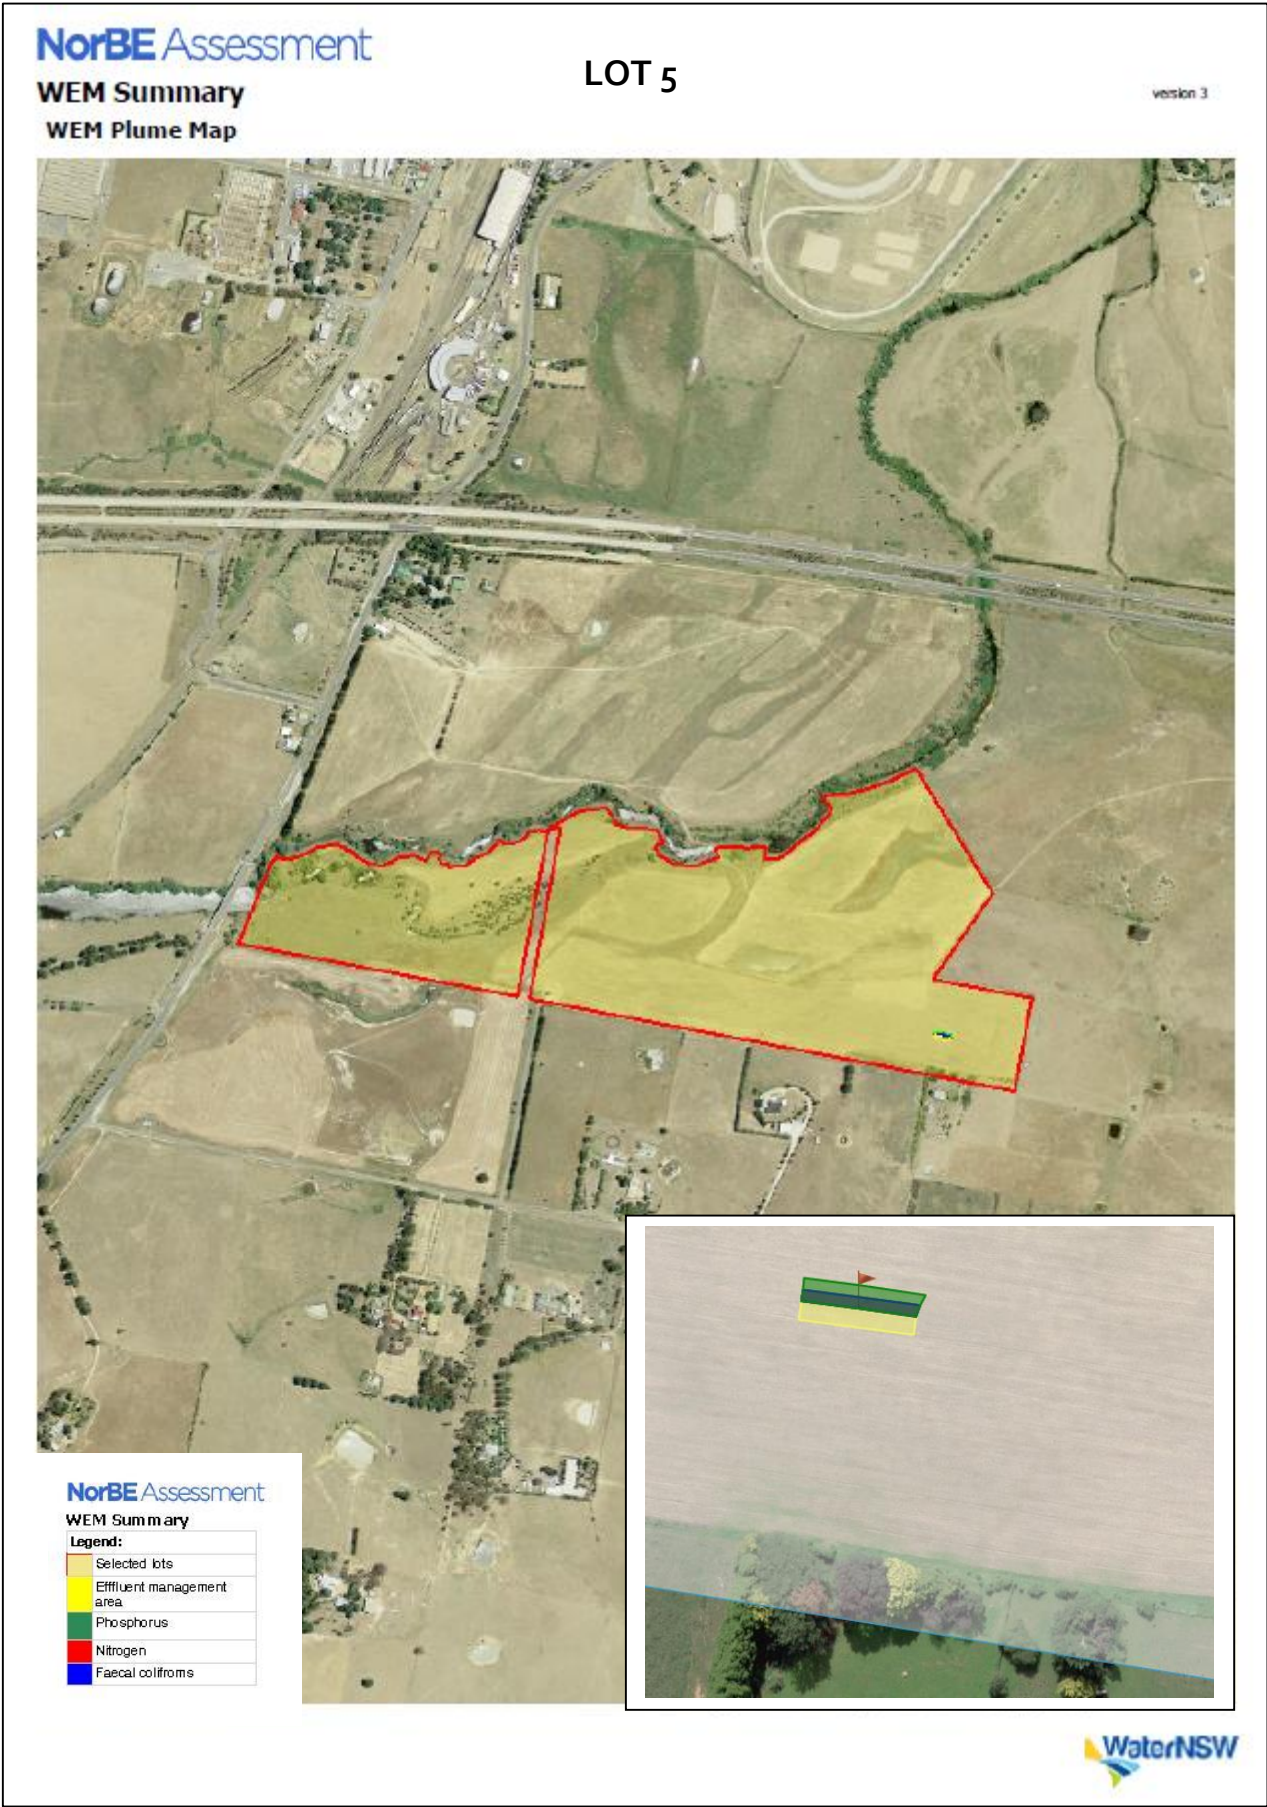 NorBE Assessment
LOT 5
WEM Summary
version 3
WEM Plume Map
NorBE Assessment
WEM Summary
Legend:
Selected lots
Efffluent management
area
Phosphorus
Nitrogen
Faecal colifroms
WaterNSW